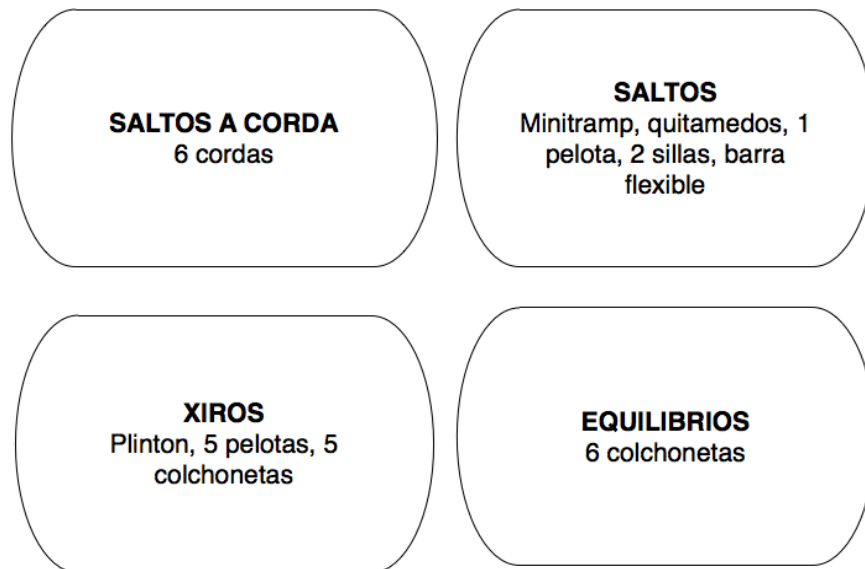 SALTOS A CORDA
6 cordas
SALTOS
Minitramp, quitamedos, 1
pelota, 2 sillas, barra
flexible
XIROS
Plinton, 5 pelotas, 5
colchonetas
EQUILIBRIOS
6 colchonetas